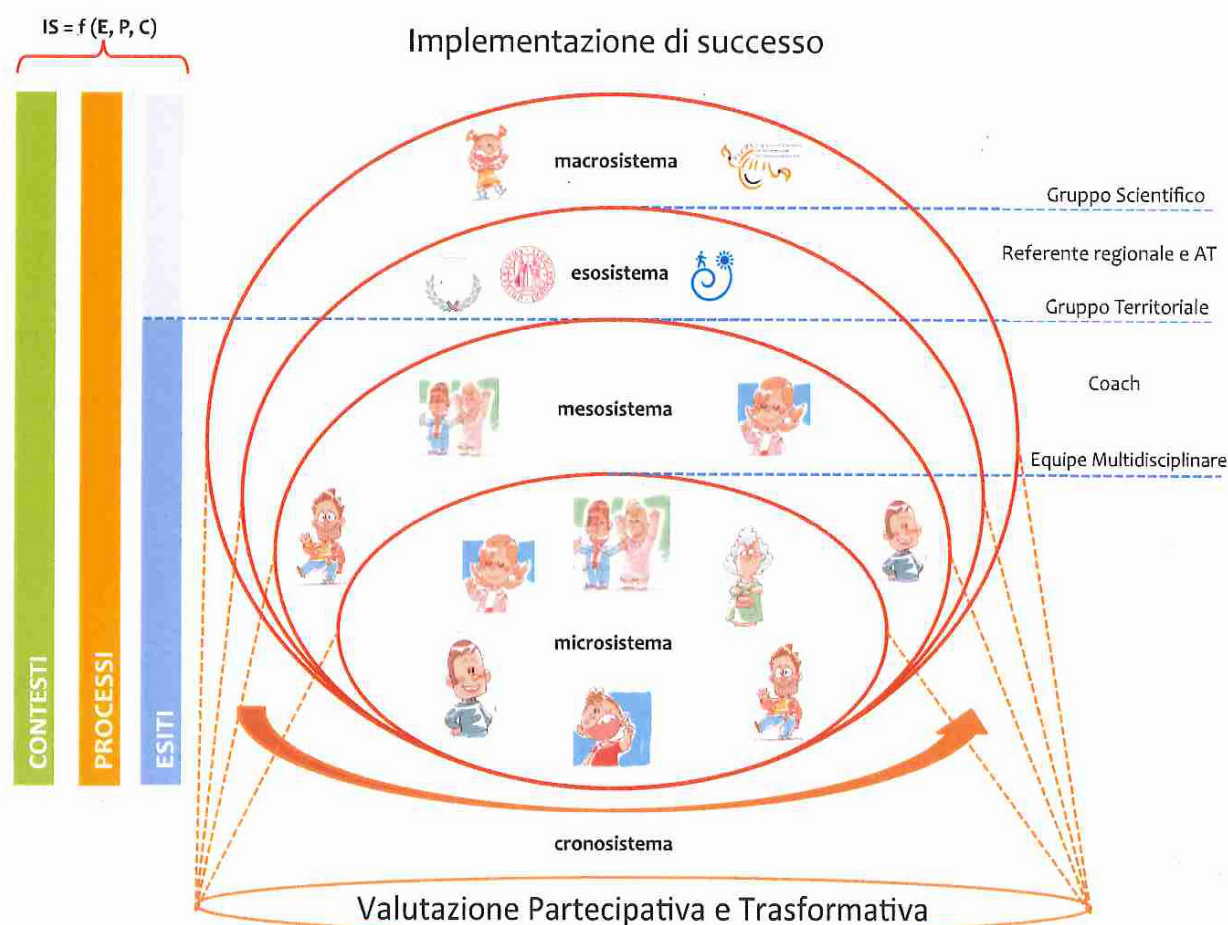 IS = f (E, P, C)
Implementazione di successo
macrosistema
Gruppo Scientifico
Referente regionale e AT
esosistema
Gruppo Territoriale
Coach
mesosistema
Equipe Multidisciplinare
microsistema
CONTESTI
PROCESSI
ESITI
cronosistema
Valutazione Partecipativa e Trasformativa